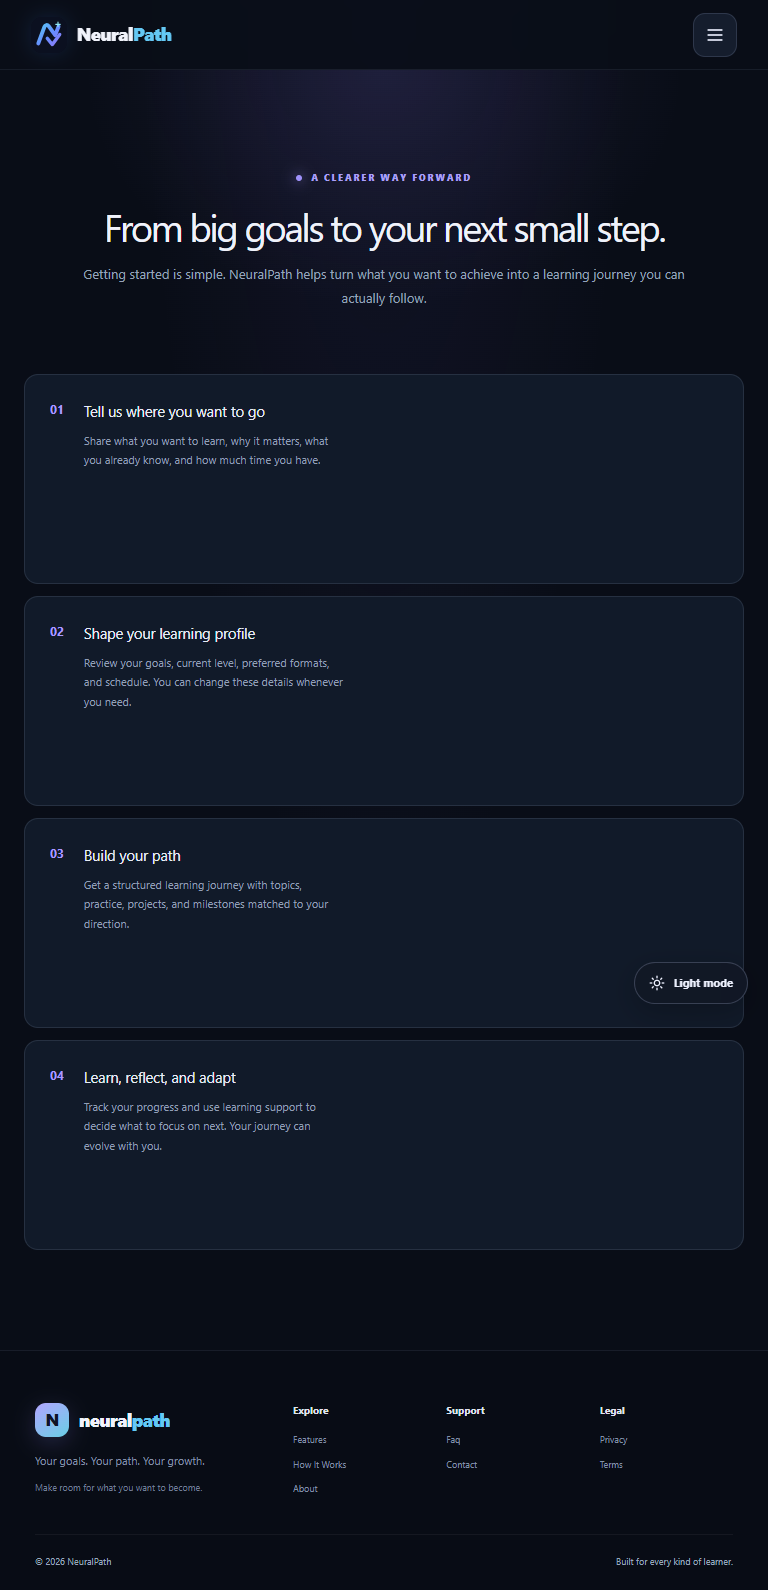 NeuralPath
A CLEARER WAY FORWARD
From big goals to your next small step.
Getting started is simple. NeuralPath helps turn what you want to achieve into a learning journey you can
actually follow.
01
Tell us where you want to go
Share what you want to learn, why it matters, what
you already know, and how much time you have.
02
Shape your learning profile
Review your goals, current level, preferred formats,
and schedule. You can change these details whenever
you need.
03
Build your path
Get a structured learning journey with topics,
practice, projects, and milestones matched to your
direction.
Light mode
04
Learn, reflect, and adapt
Track your progress and use learning support to
decide what to focus on next. Your journey can
evolve with you.
N neuralpath
Your goals. Your path. Your growth.
Make room for what you want to become.
Explore
Features
How It Works
About
Support
Faq
Contact
Legal
Privacy
Terms
© 2026 NeuralPath
Built for every kind of learner.